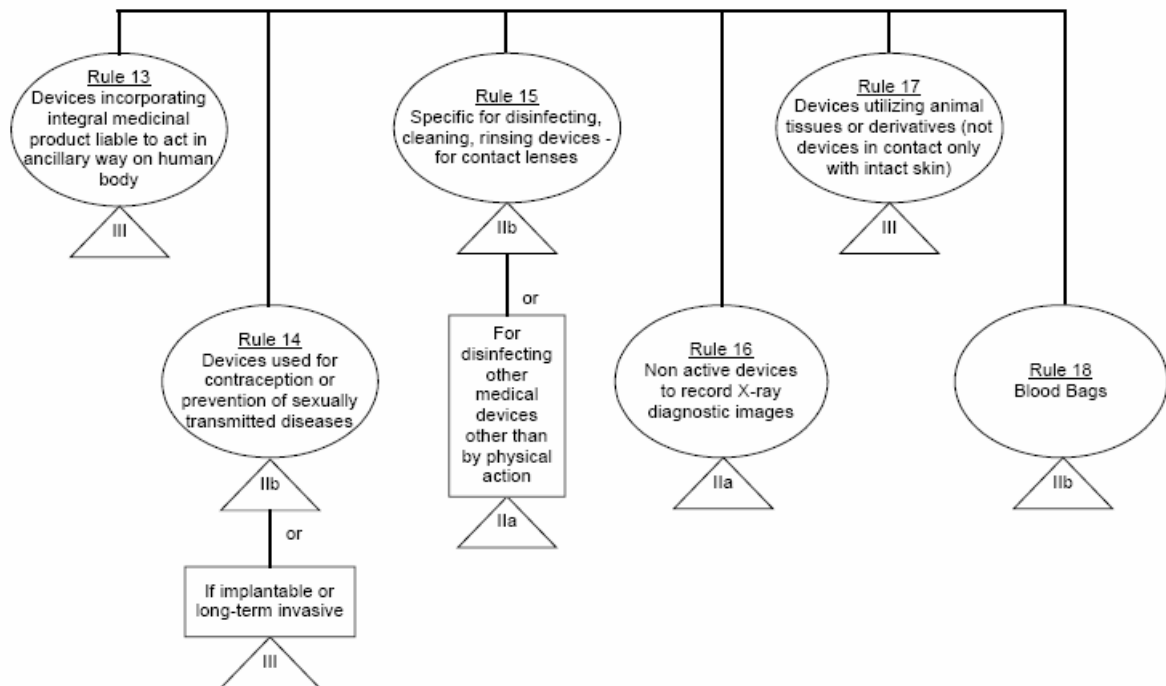 Rule 13
Devices incorporating
integral medicinal
product liable to act in
ancillary way on human
body
III
Rule 14
Devices used for
contraception or
prevention of sexually
transmitted diseases
IIb
or
If implantable or
long-term invasive
III
Rule 15
Specific for disinfecting,
cleaning, rinsing devices -
for contact lenses
IIb
or
For
disinfecting
other
medical
devices
other than
by physical
action
IIa
Rule 16
Non active devices
to record X-ray
diagnostic images
IIa
Rule 17
Devices utilizing animal
tissues or derivatives (not
devices in contact only
with intact skin)
III
Rule 18
Blood Bags
IIb